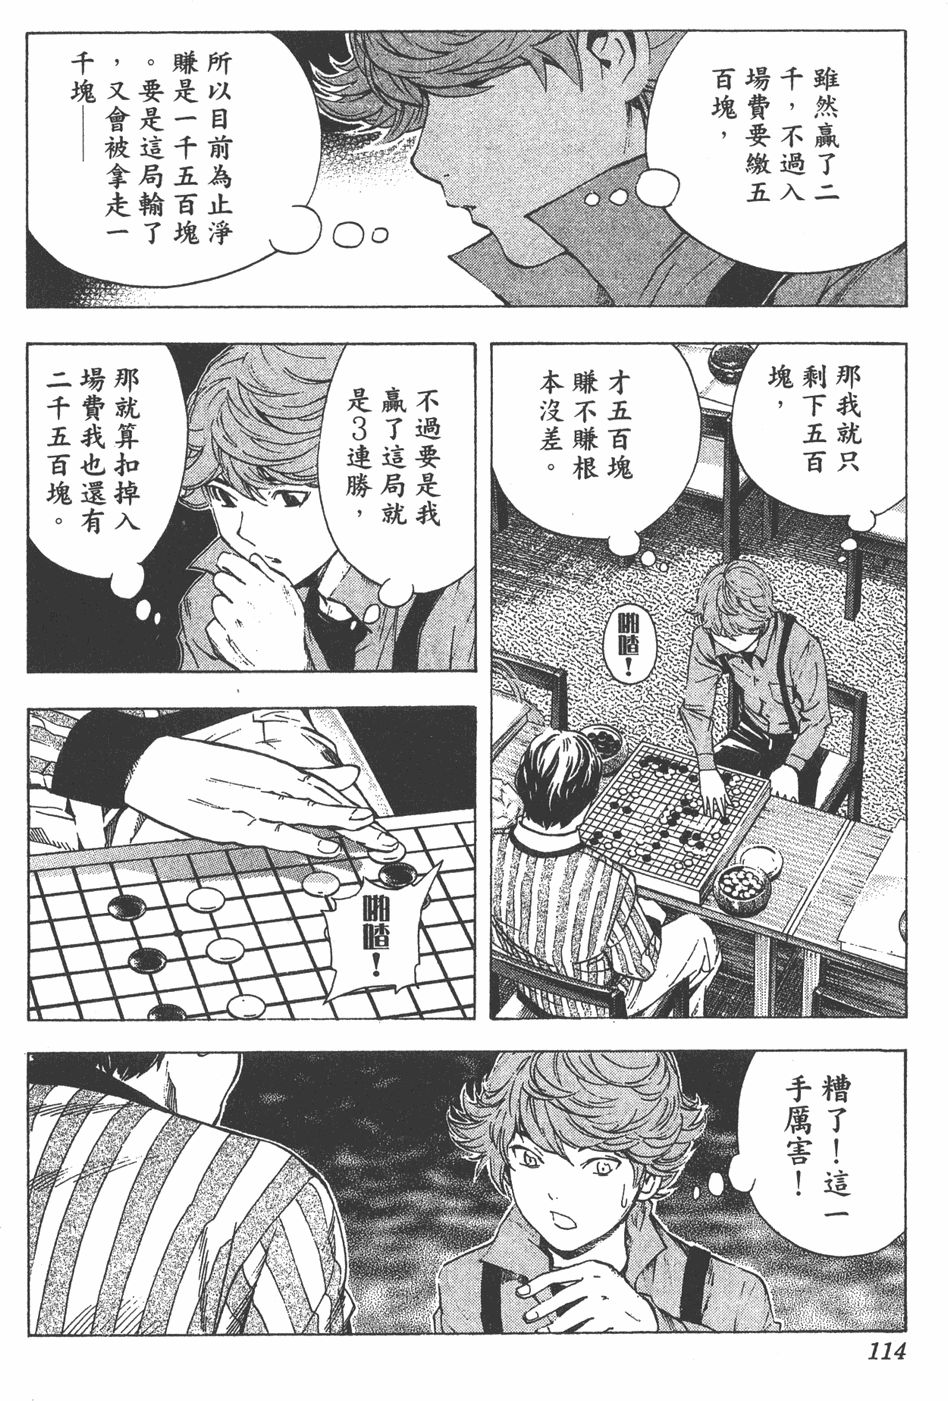 雖然贏了二
千，不過入
場費要繳五
百塊，
所以目前為止淨
賺是一千五百塊
。要是這局輸了
，又會被拿走一
千塊——
那我就只
剩下五百
塊，
才五百塊
賺不賺根
本沒差。
啪喳！
不過要是我
贏了這局就
是3連勝，
那就算扣掉入
場費我也還有
二千五百塊。
啪喳！
糟了！這一
手厲害！
114